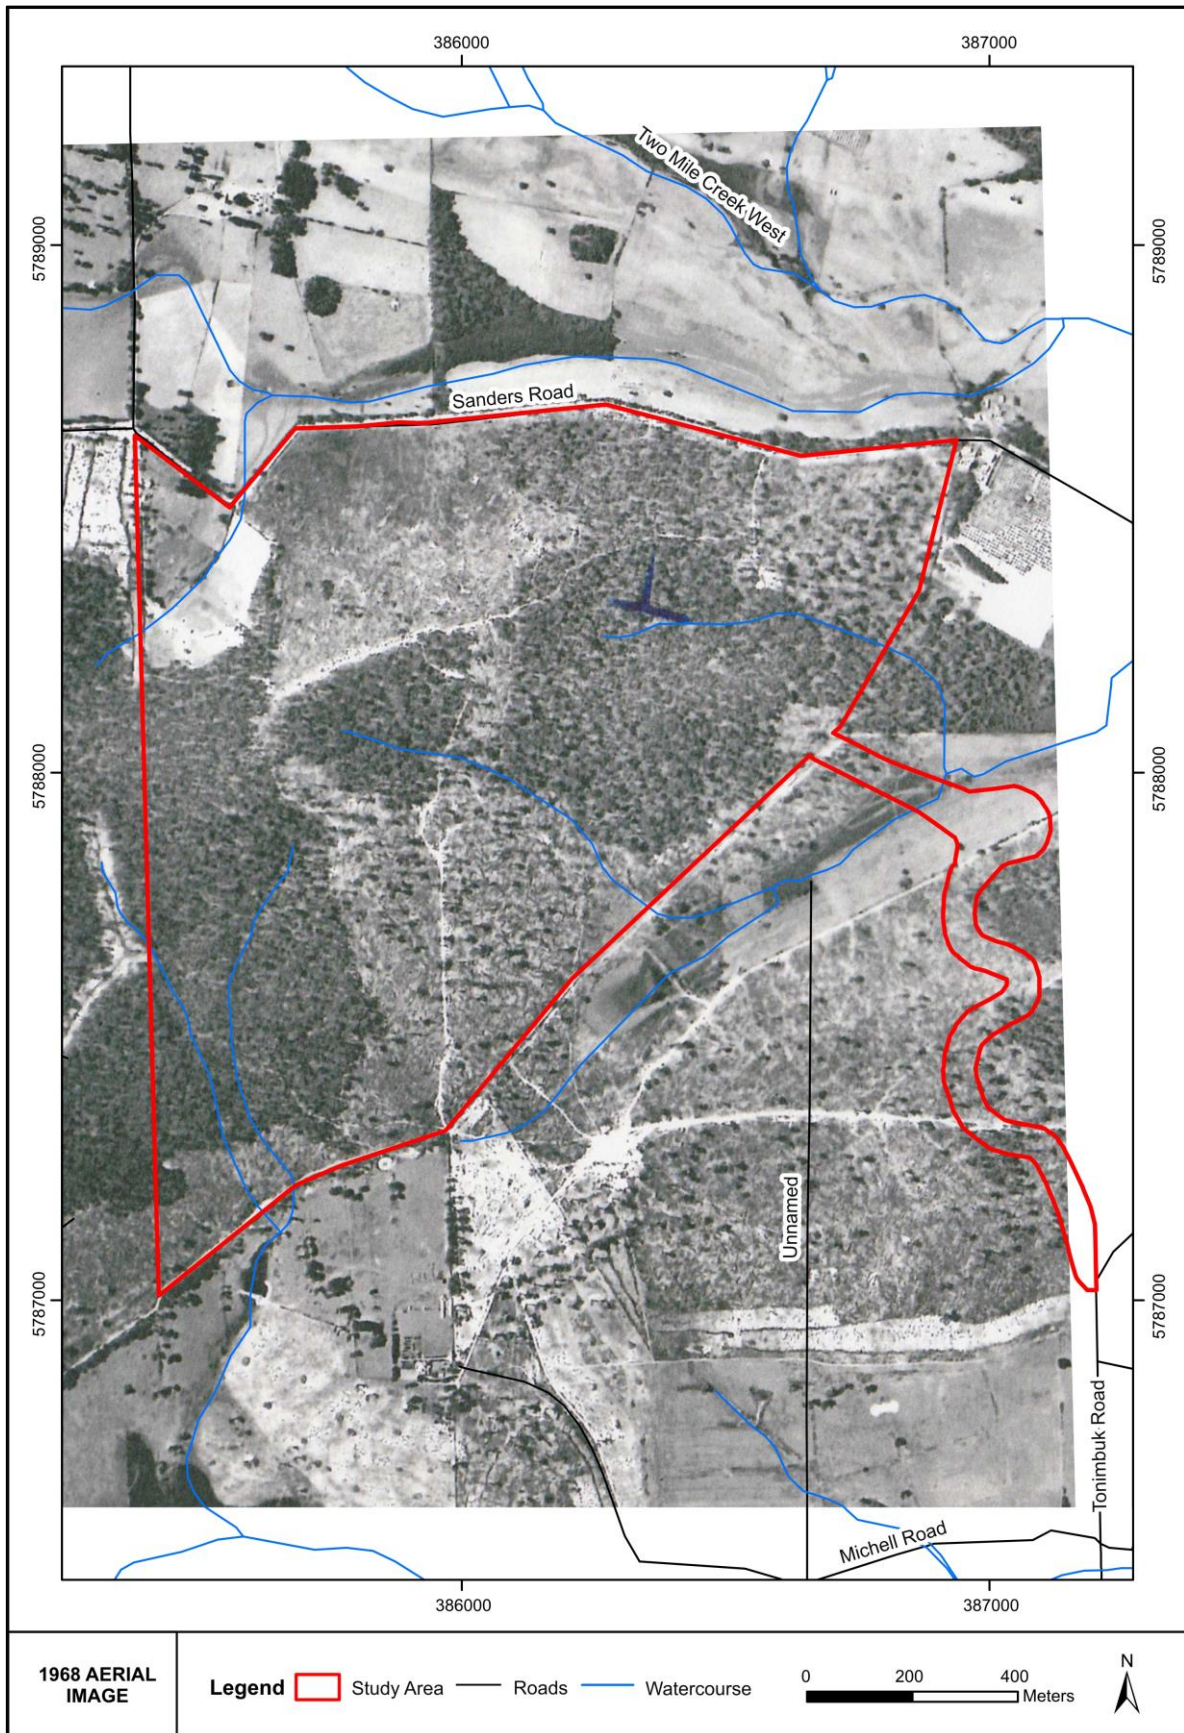 386000
387000
Two Mile Creek West
5789000
5789000
Sanders Road
5788000
5788000
Unnamed
5787000
5787000
Tonimbuk Road
Michell Road
386000
387000
1968 AERIAL
IMAGE
Legend
Study Area
Roads
Watercourse
0
200
400
Meters
N